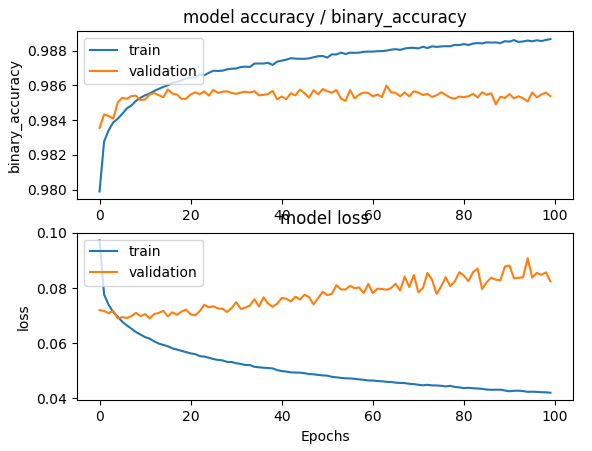 model accuracy / binary_accuracy
binary_accuracy
0.988
0.986
0.984
0.982
0.980
train
validation
0 20 40 60 80 100
model loss
loss
0.10
0.08
0.06
0.04
train
validation
0 20 40 60 80 100
Epochs